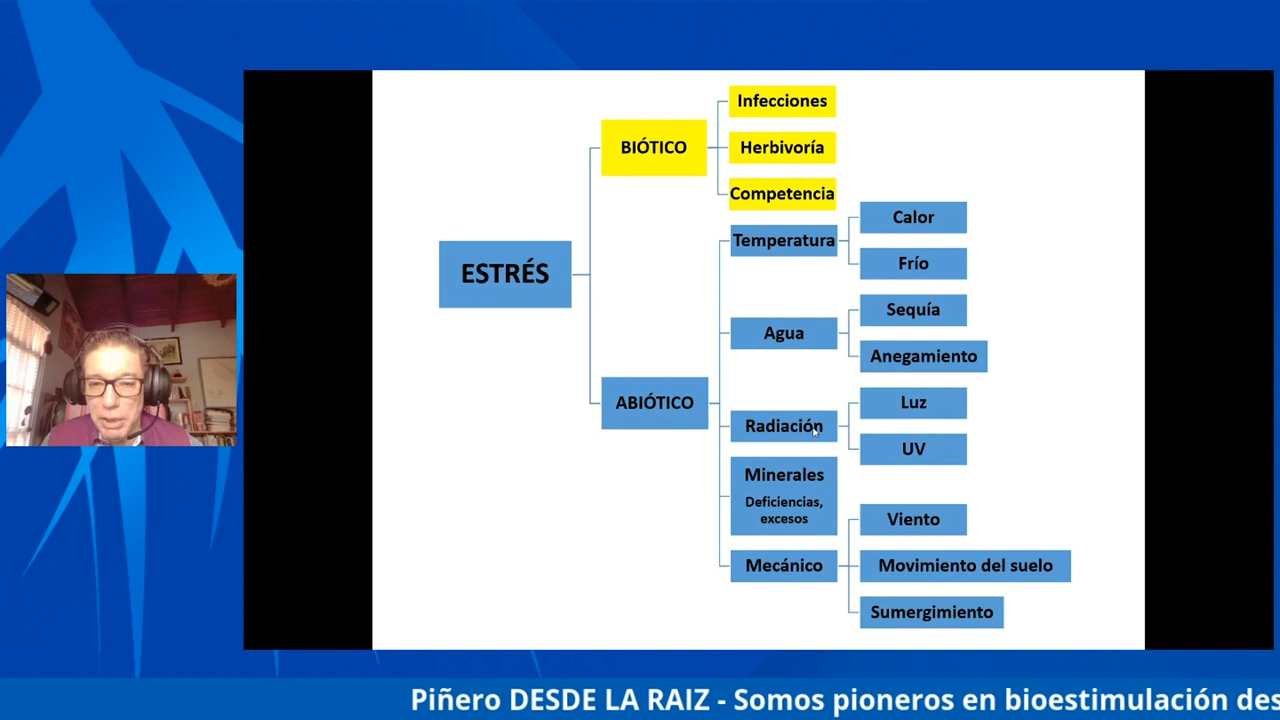 Infecciones
BIÓTICO
Herbivoría
Competencia
Calor
Temperatura
Frío
ESTRÉS
Sequía
Agua
Anegamiento
ABIÓTICO
Luz
Radiación
UV
Minerales
Deficiencias,
excesos
Viento
Mecánico
Movimiento del suelo
Sumergimiento
Piñero DESDE LA RAIZ - Somos pioneros en bioestimulación des